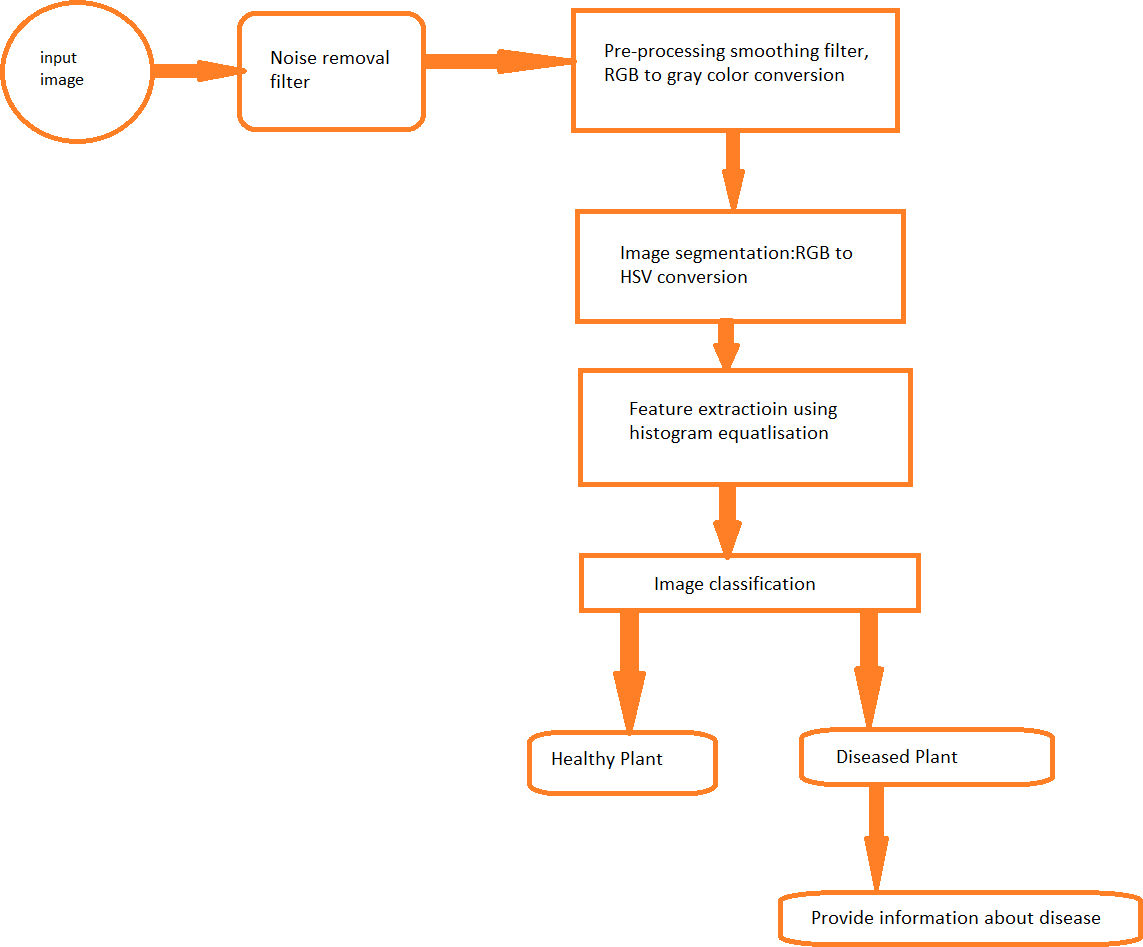 input
image
Noise removal
filter
Pre-processing smoothing filter,
RGB to gray color conversion
Image segmentation:RGB to
HSV conversion
Feature extractioin using
histogram equatlisation
Image classification
Healthy Plant
Diseased Plant
Provide information about disease